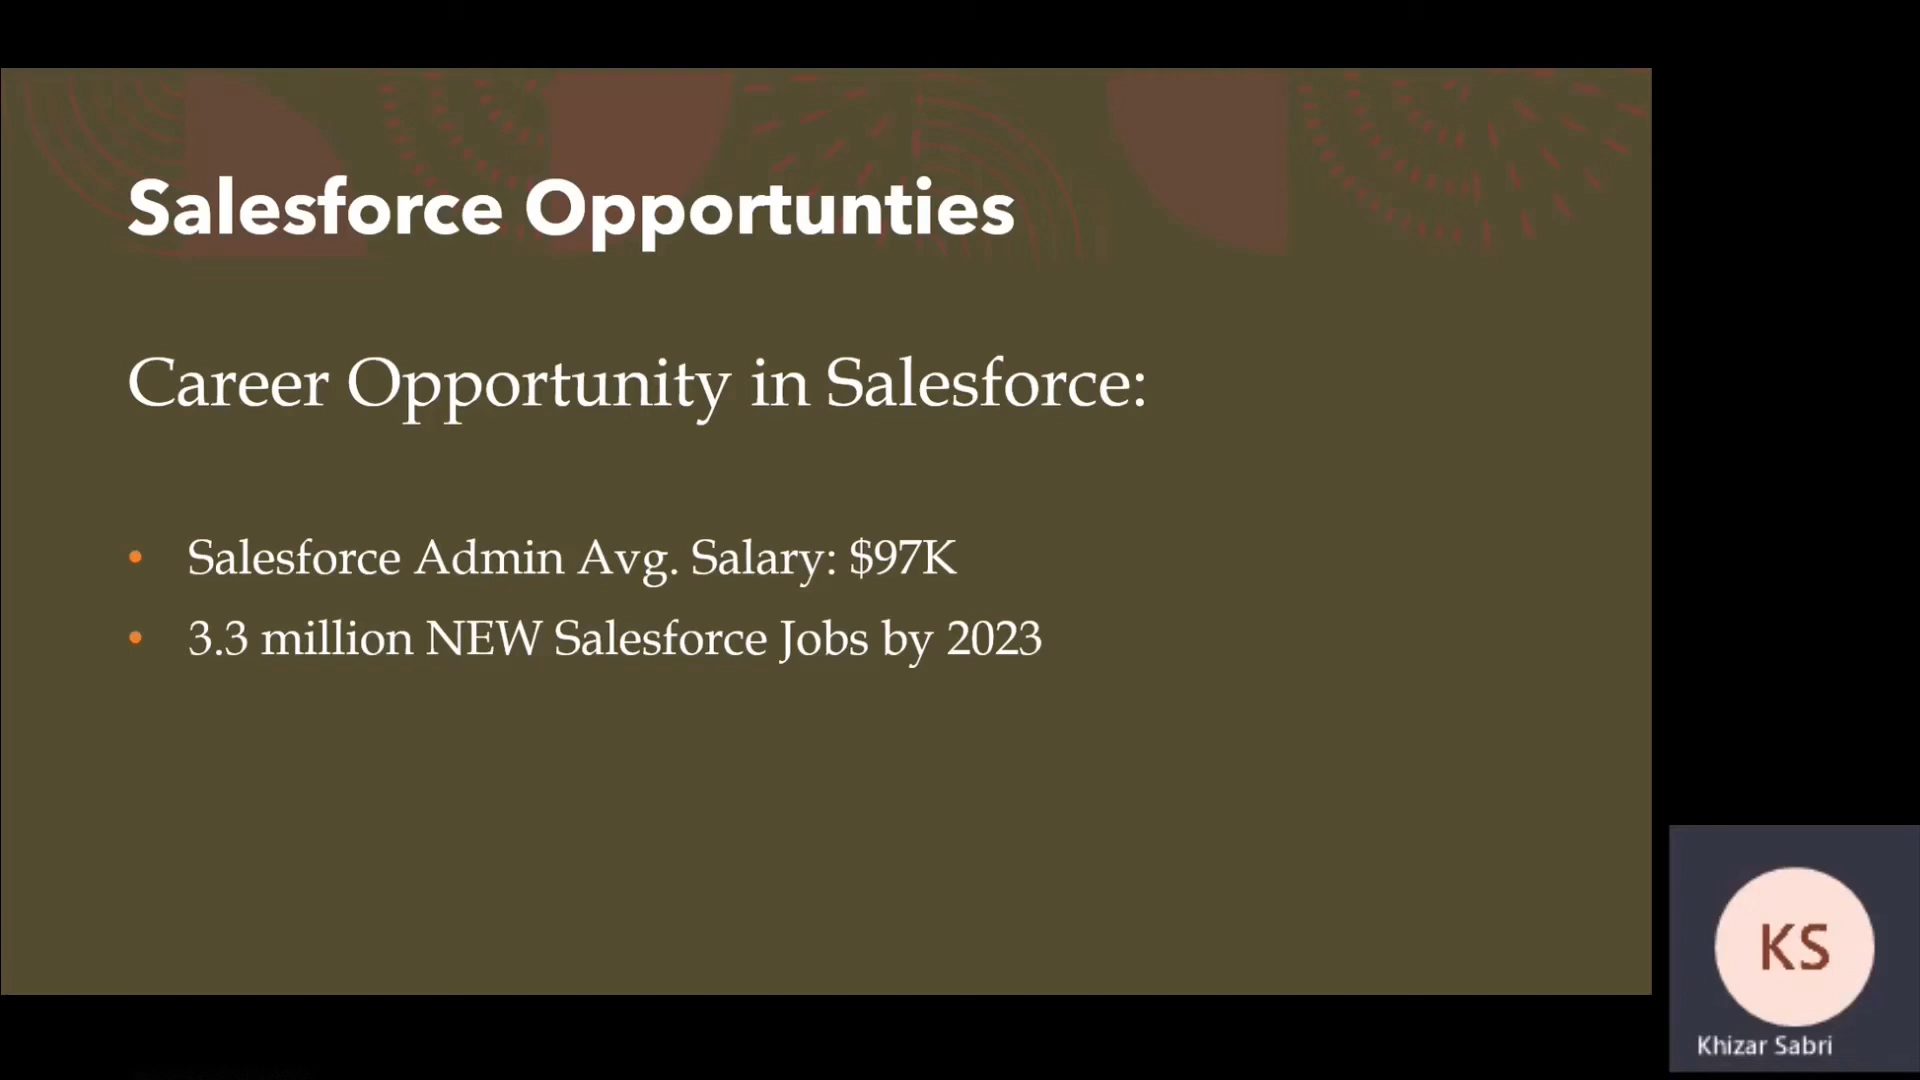 Salesforce Opportunties
Career Opportunity in Salesforce:
• Salesforce Admin Avg. Salary: $97K
• 3.3 million NEW Salesforce Jobs by 2023
KS
Khizar Sabri